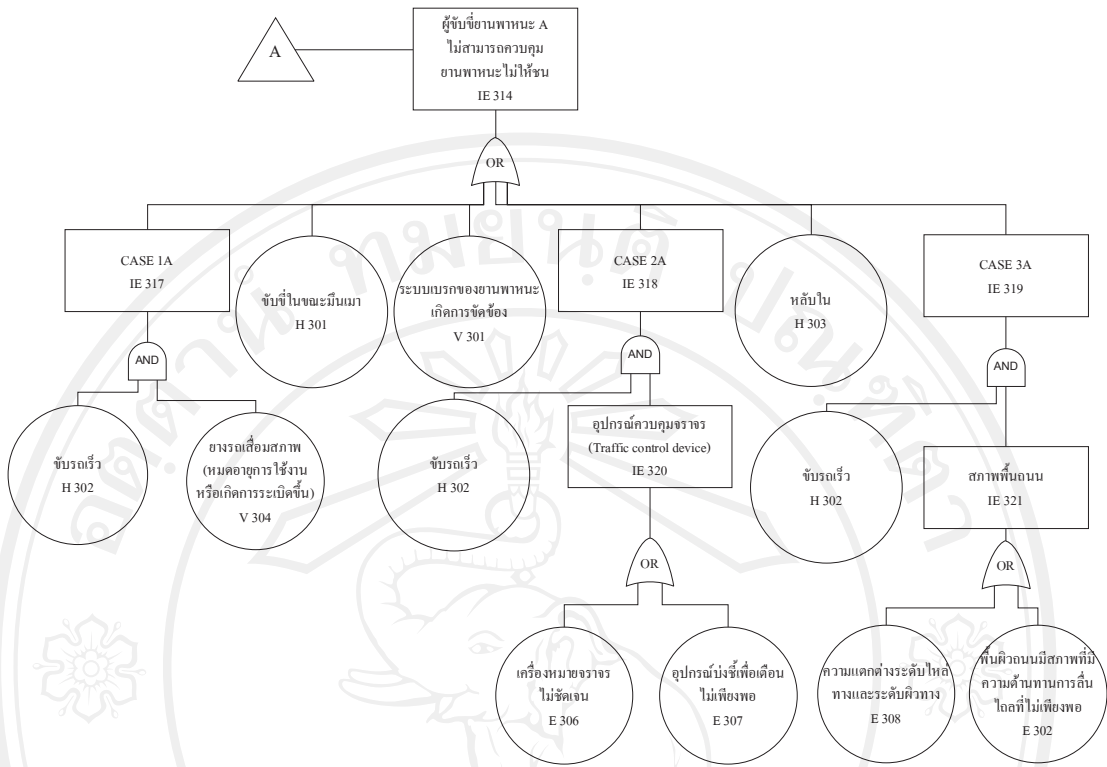 A
ผู้ขับขี่ยานพาหนะ A
ไม่สามารถควบคุม
ยานพาหนะไม่ให้ชน
IE 314
OR
CASE 1A
IE 317
ขับขี่ในขณะมึนเมา
H 301
ระบบเบรกของยานพาหนะ
เกิดการขัดข้อง
V 301
CASE 2A
IE 318
หลับใน
H 303
CASE 3A
IE 319
AND
AND
AND
ขับรถเร็ว
H 302
ยางรถเสื่อมสภาพ
(หมดอายุการใช้งาน
หรือเกิดการระเบิดขึ้น)
V 304
ขับรถเร็ว
H 302
อุปกรณ์ควบคุมจราจร
(Traffic control device)
IE 320
ขับรถเร็ว
H 302
สภาพพื้นถนน
IE 321
OR
OR
เครื่องหมายจราจร
ไม่ชัดเจน
E 306
อุปกรณ์บ่งชี้เพื่อเตือน
ไม่เพียงพอ
E 307
ความแตกต่างระดับไหล่
ทางและระดับผิวทาง
E 308
พื้นผิวถนนมีสภาพที่มี
ความต้านทานการลื่น
ไถลที่ไม่เพียงพอ
E 302